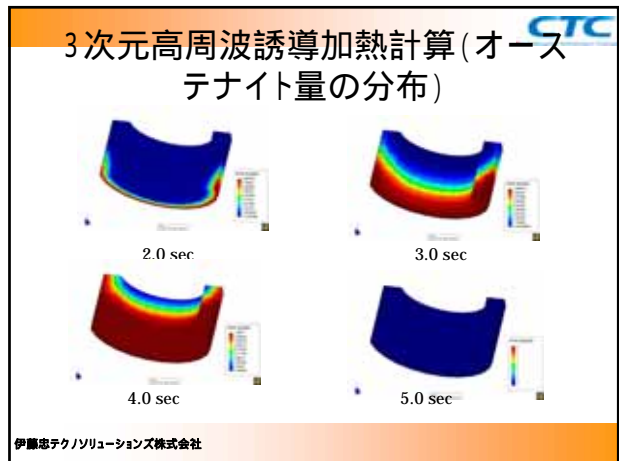 CTC
3次元高周波誘導加熱計算(オース
テナイト量の分布)
2.0 sec
3.0 sec
4.0 sec
5.0 sec
伊藤忠テクノソリューションズ株式会社